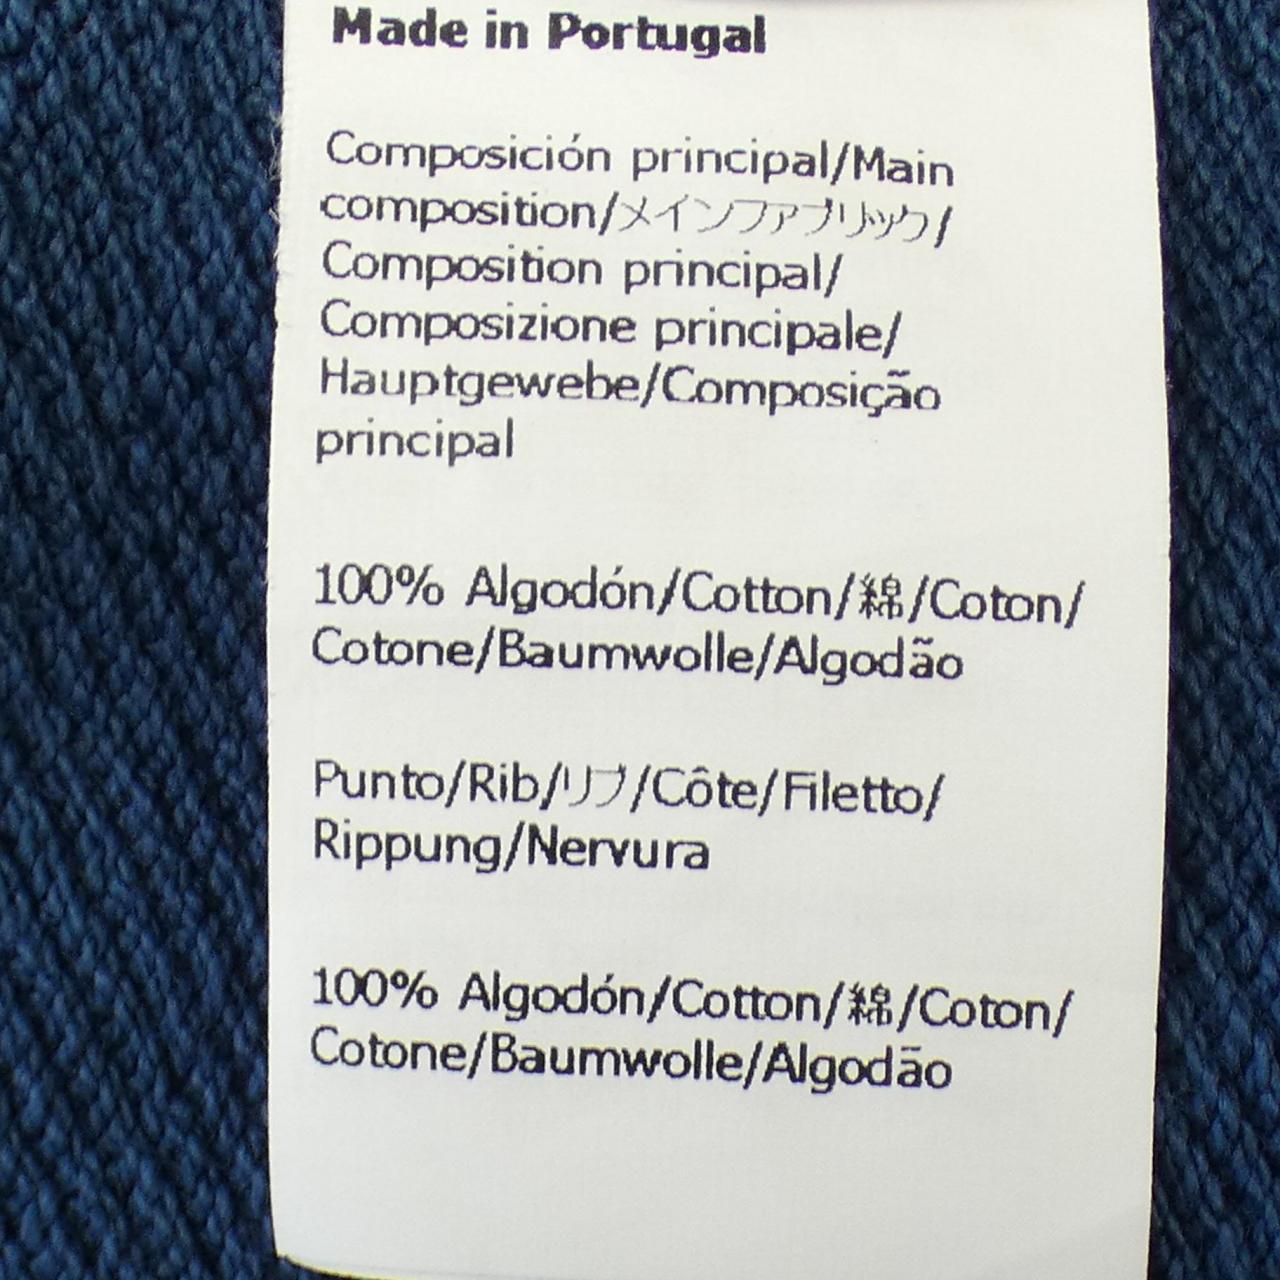 Made in Portugal
Composición principal/Main
composition/メインファブリック/
Composition principal/
Composizione principale/
Hauptgewebe/Composição
principal
100% Algodón/Cotton/綿/Coton/
Cotone/Baumwolle/Algodão
Punto/Rib/リブ/Côte/Filetto/
Rippung/Nervura
100% Algodón/Cotton/綿/Coton/
Cotone/Baumwolle/Algodão